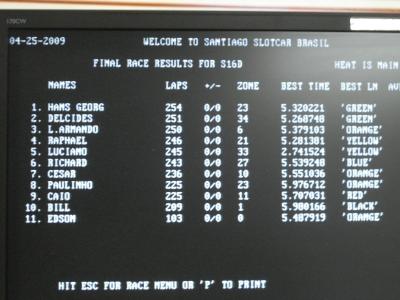 170CW
04-25-2009 WELCOME TO SANTIAGO SLOTCAR BRASIL
FINAL RACE RESULTS FOR S16D HEAT IS MAIN
NAMES LAPS +/- ZONE BEST TIME BEST LN AV
1. HANS GEORG 254 0/0 23 5.320221 'GREEN'
2. DELCIDES 251 0/0 34 5.268748 'GREEN'
3. L.ARMANDO 250 0/0 6 5.379103 'ORANGE'
4. RAPHAEL 246 0/0 21 5.281381 'YELLOW'
5. LUCIANO 245 0/0 33 2.741524 'YELLOW'
6. RICHARD 243 0/0 27 5.539248 'BLUE'
7. CESAR 236 0/0 10 5.551036 'ORANGE'
8. PAULINHO 225 0/0 23 5.976712 'ORANGE'
9. CAIO 225 0/0 11 5.707031 'RED'
10. BILL 209 0/0 1 5.980166 'BLACK'
11. EDSON 103 0/0 0 5.487919 'ORANGE'
HIT ESC FOR RACE MENU OR 'P' TO PRINT